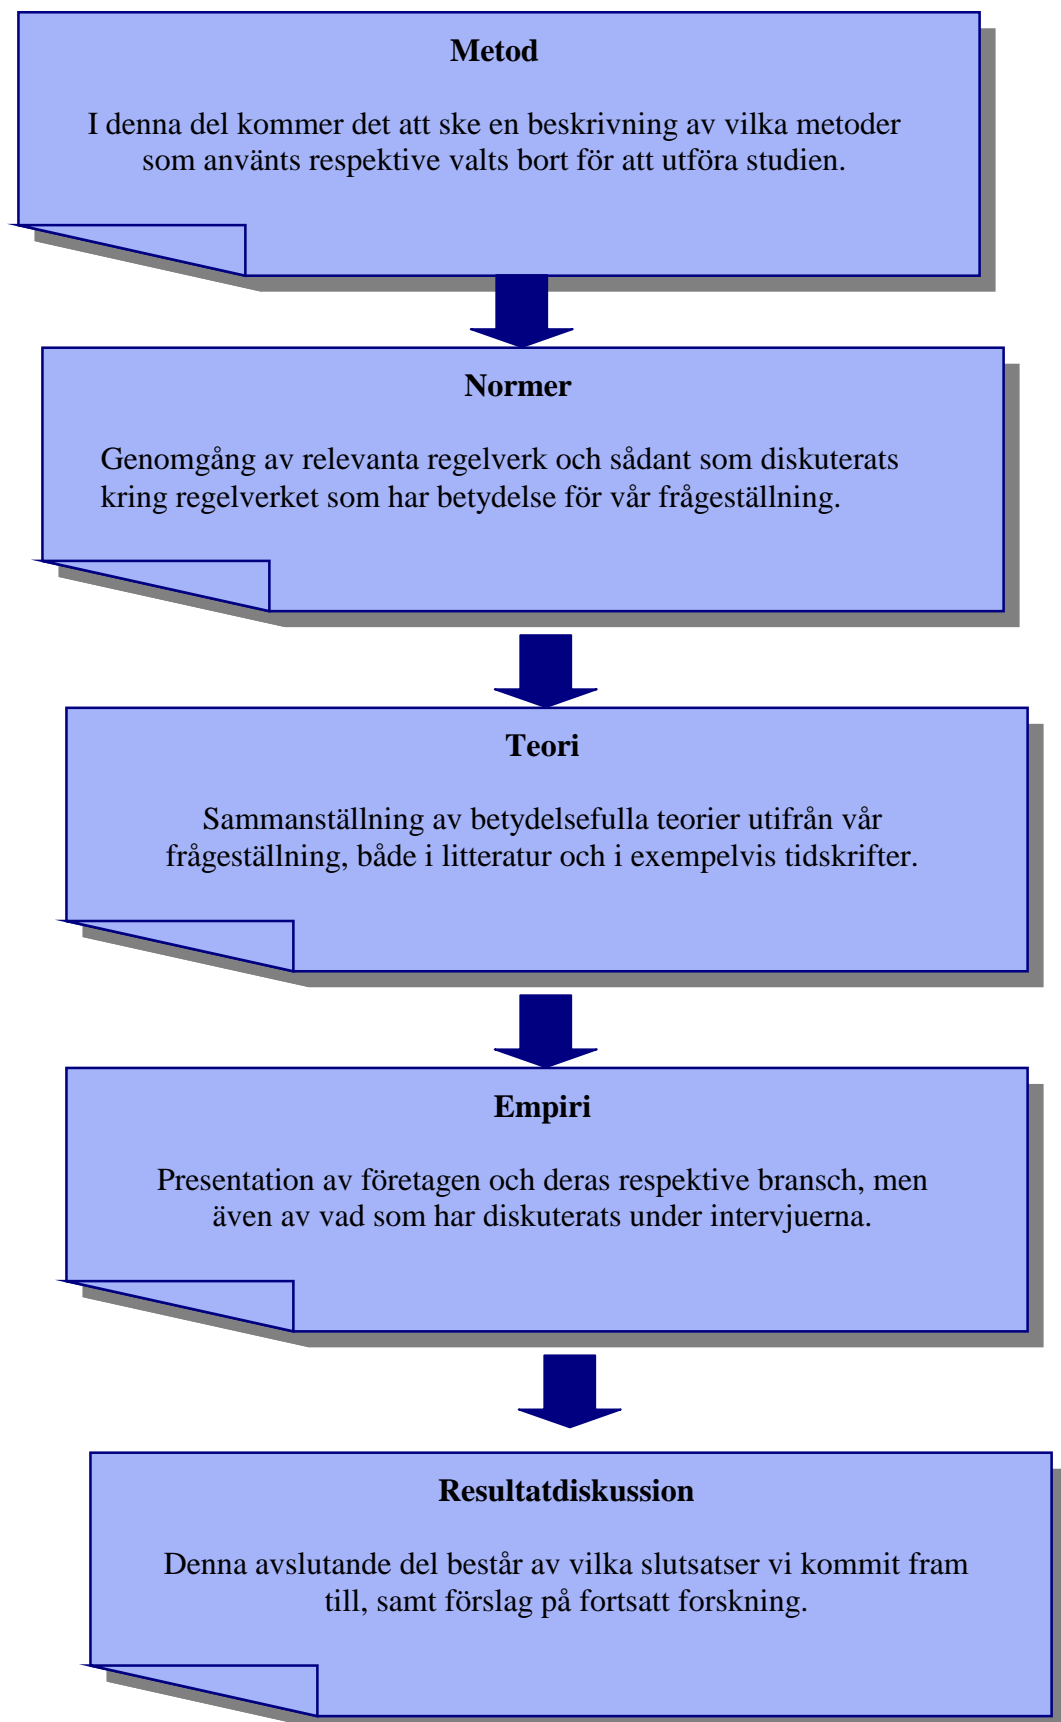 Metod
I denna del kommer det att ske en beskrivning av vilka metoder
som använts respektive valts bort för att utföra studien.
Normer
Genomgång av relevanta regelverk och sådant som diskuterats
kring regelverket som har betydelse för vår frågeställning.
Teori
Sammanställning av betydelsefulla teorier utifrån vår
frågeställning, både i litteratur och i exempelvis tidskrifter.
Empiri
Presentation av företagen och deras respektive bransch, men
även av vad som har diskuterats under intervjuerna.
Resultatdiskussion
Denna avslutande del består av vilka slutsatser vi kommit fram
till, samt förslag på fortsatt forskning.